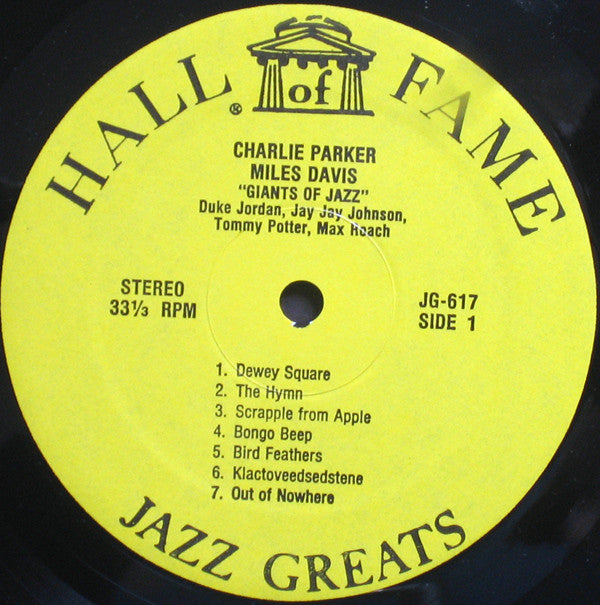 HALL of FAME
®
CHARLIE PARKER
MILES DAVIS
"GIANTS OF JAZZ"
Duke Jordan, Jay Jay Johnson,
Tommy Potter, Max Roach
STEREO
33⅓ RPM
JG-617
SIDE 1
1. Dewey Square
2. The Hymn
3. Scrapple from Apple
4. Bongo Beep
5. Bird Feathers
6. Klactoveedsedstene
7. Out of Nowhere
JAZZ GREATS